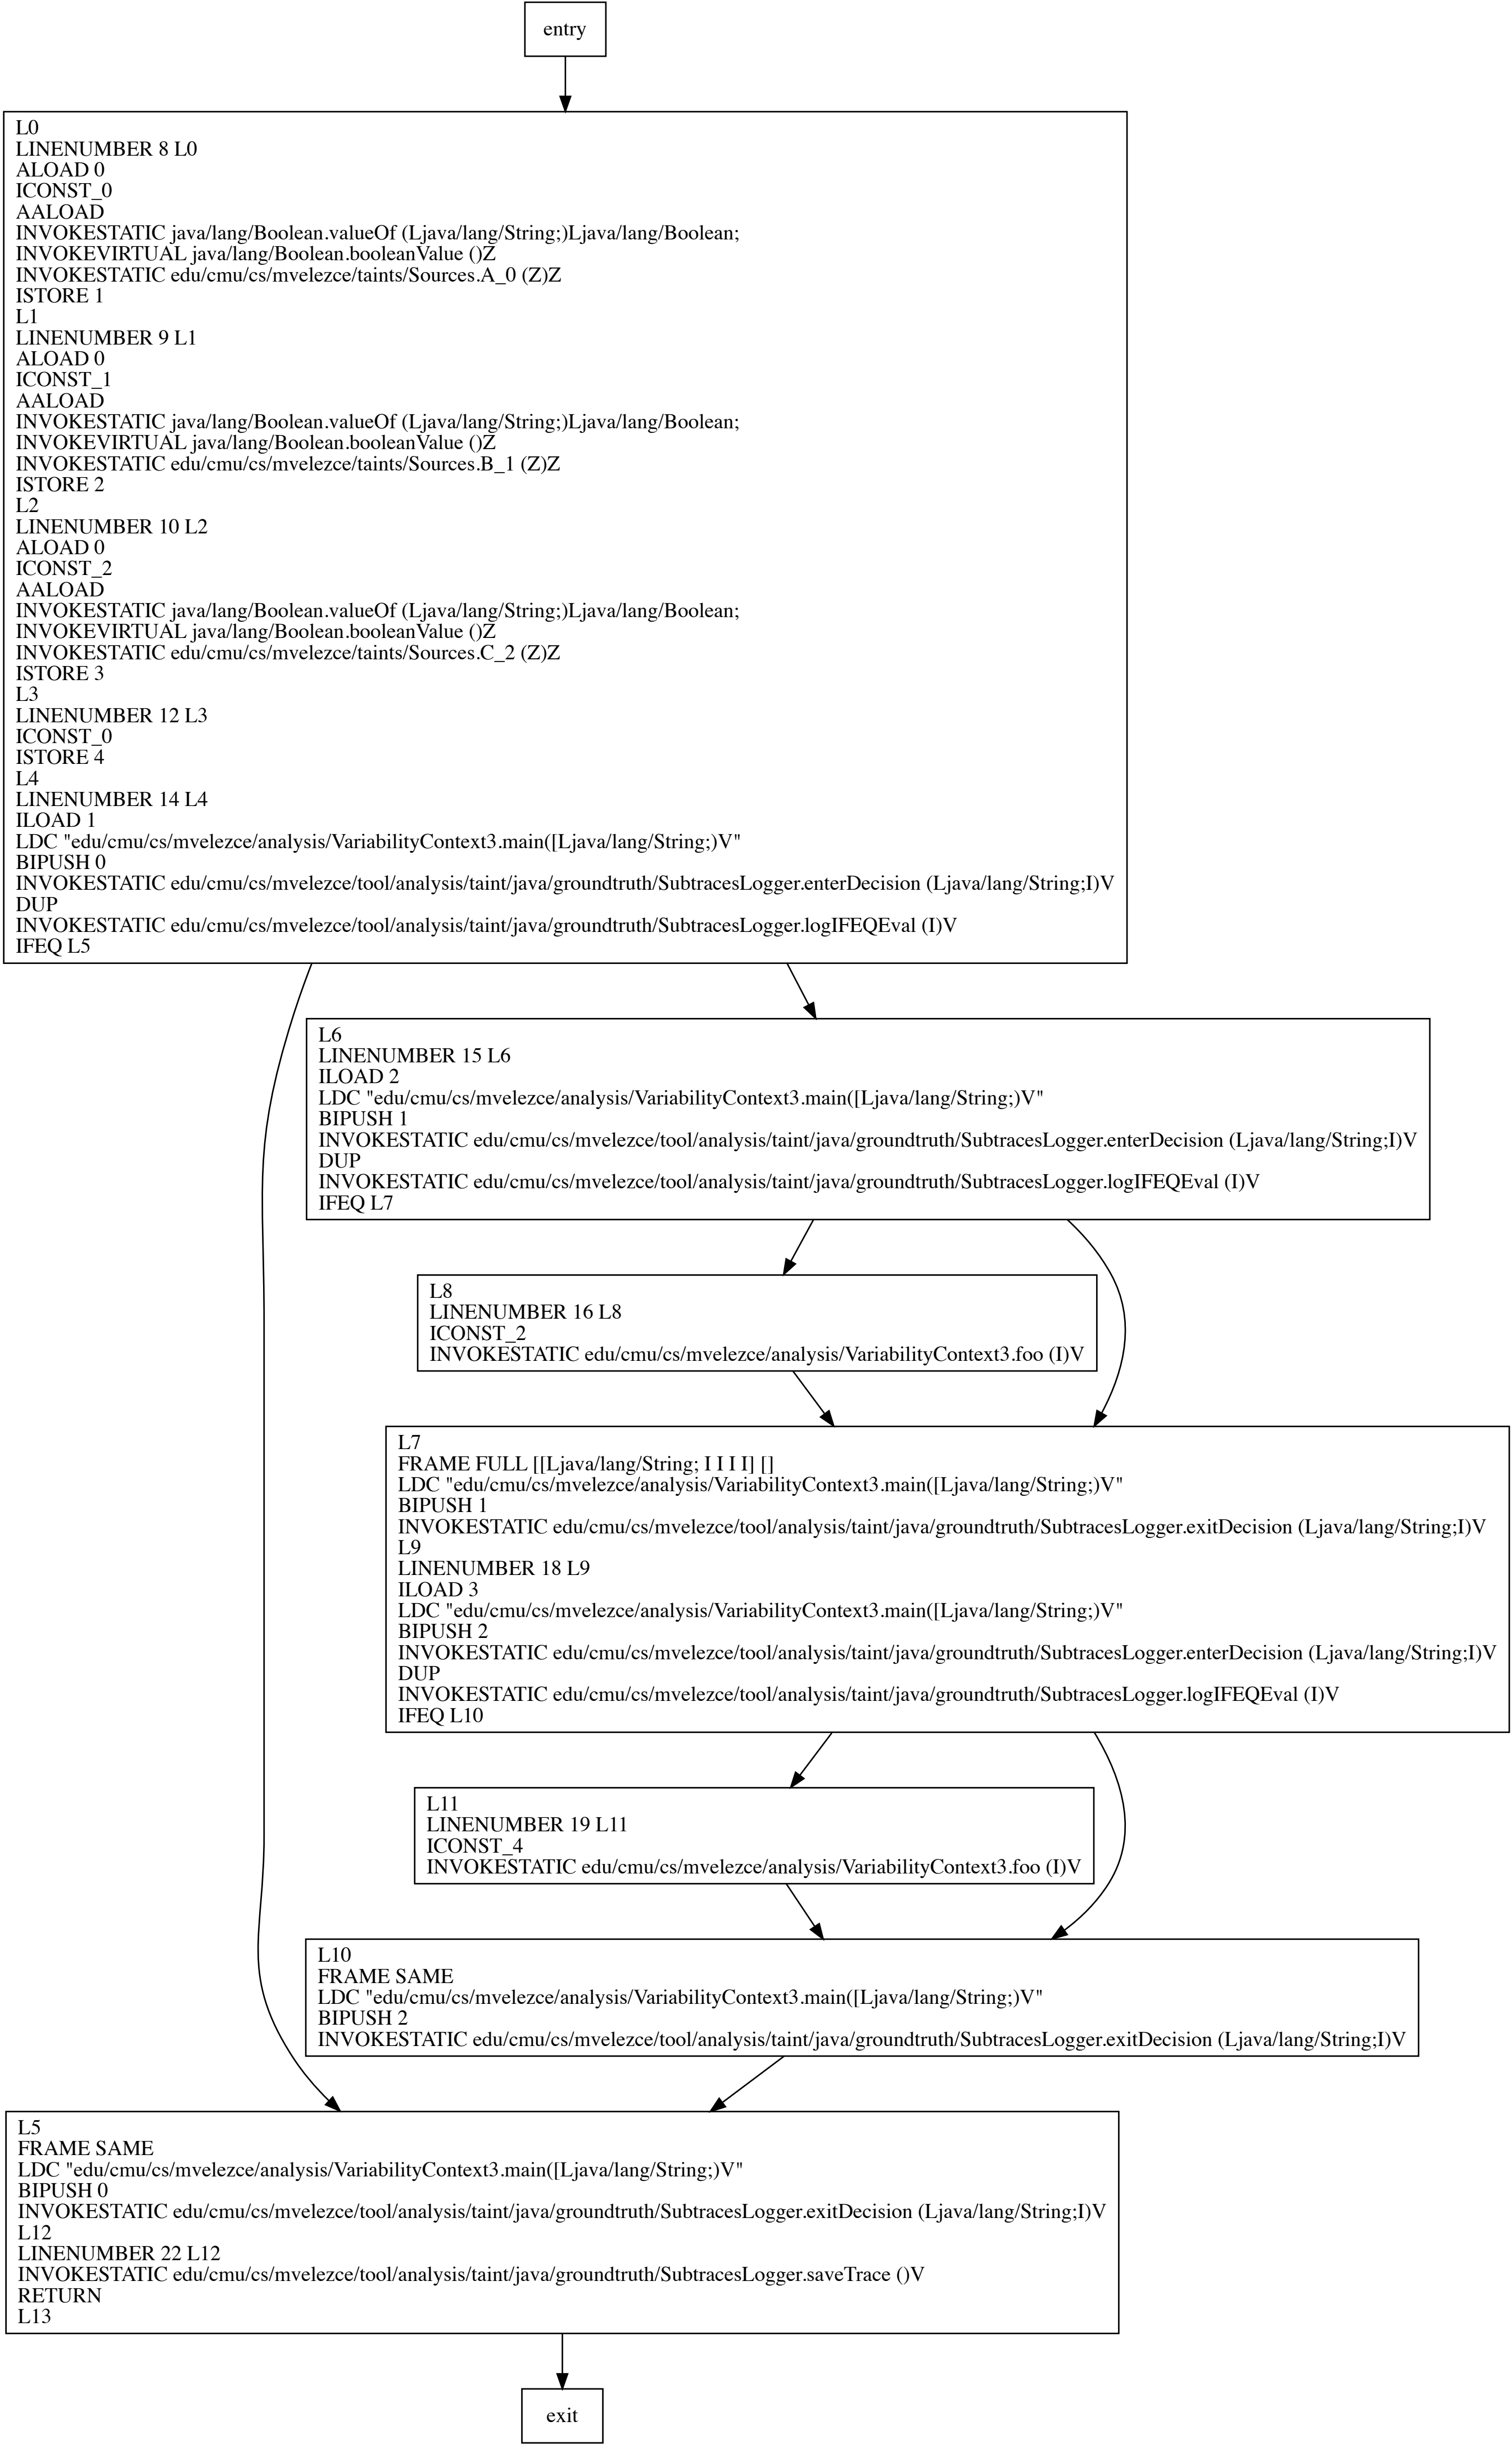 entry
L0
LINENUMBER 8 L0
ALOAD 0
ICONST_0
AALOAD
INVOKESTATIC java/lang/Boolean.valueOf (Ljava/lang/String;)Ljava/lang/Boolean;
INVOKEVIRTUAL java/lang/Boolean.booleanValue ()Z
INVOKESTATIC edu/cmu/cs/mvelezce/taints/Sources.A_0 (Z)Z
ISTORE 1
L1
LINENUMBER 9 L1
ALOAD 0
ICONST_1
AALOAD
INVOKESTATIC java/lang/Boolean.valueOf (Ljava/lang/String;)Ljava/lang/Boolean;
INVOKEVIRTUAL java/lang/Boolean.booleanValue ()Z
INVOKESTATIC edu/cmu/cs/mvelezce/taints/Sources.B_1 (Z)Z
ISTORE 2
L2
LINENUMBER 10 L2
ALOAD 0
ICONST_2
AALOAD
INVOKESTATIC java/lang/Boolean.valueOf (Ljava/lang/String;)Ljava/lang/Boolean;
INVOKEVIRTUAL java/lang/Boolean.booleanValue ()Z
INVOKESTATIC edu/cmu/cs/mvelezce/taints/Sources.C_2 (Z)Z
ISTORE 3
L3
LINENUMBER 12 L3
ICONST_0
ISTORE 4
L4
LINENUMBER 14 L4
ILOAD 1
LDC "edu/cmu/cs/mvelezce/analysis/VariabilityContext3.main([Ljava/lang/String;)V"
BIPUSH 0
INVOKESTATIC edu/cmu/cs/mvelezce/tool/analysis/taint/java/groundtruth/SubtracesLogger.enterDecision (Ljava/lang/String;I)V
DUP
INVOKESTATIC edu/cmu/cs/mvelezce/tool/analysis/taint/java/groundtruth/SubtracesLogger.logIFEQEval (I)V
IFEQ L5
L6
LINENUMBER 15 L6
ILOAD 2
LDC "edu/cmu/cs/mvelezce/analysis/VariabilityContext3.main([Ljava/lang/String;)V"
BIPUSH 1
INVOKESTATIC edu/cmu/cs/mvelezce/tool/analysis/taint/java/groundtruth/SubtracesLogger.enterDecision (Ljava/lang/String;I)V
DUP
INVOKESTATIC edu/cmu/cs/mvelezce/tool/analysis/taint/java/groundtruth/SubtracesLogger.logIFEQEval (I)V
IFEQ L7
L8
LINENUMBER 16 L8
ICONST_2
INVOKESTATIC edu/cmu/cs/mvelezce/analysis/VariabilityContext3.foo (I)V
L7
FRAME FULL [[Ljava/lang/String; I I I I] []
LDC "edu/cmu/cs/mvelezce/analysis/VariabilityContext3.main([Ljava/lang/String;)V"
BIPUSH 1
INVOKESTATIC edu/cmu/cs/mvelezce/tool/analysis/taint/java/groundtruth/SubtracesLogger.exitDecision (Ljava/lang/String;I)V
L9
LINENUMBER 18 L9
ILOAD 3
LDC "edu/cmu/cs/mvelezce/analysis/VariabilityContext3.main([Ljava/lang/String;)V"
BIPUSH 2
INVOKESTATIC edu/cmu/cs/mvelezce/tool/analysis/taint/java/groundtruth/SubtracesLogger.enterDecision (Ljava/lang/String;I)V
DUP
INVOKESTATIC edu/cmu/cs/mvelezce/tool/analysis/taint/java/groundtruth/SubtracesLogger.logIFEQEval (I)V
IFEQ L10
L11
LINENUMBER 19 L11
ICONST_4
INVOKESTATIC edu/cmu/cs/mvelezce/analysis/VariabilityContext3.foo (I)V
L10
FRAME SAME
LDC "edu/cmu/cs/mvelezce/analysis/VariabilityContext3.main([Ljava/lang/String;)V"
BIPUSH 2
INVOKESTATIC edu/cmu/cs/mvelezce/tool/analysis/taint/java/groundtruth/SubtracesLogger.exitDecision (Ljava/lang/String;I)V
L5
FRAME SAME
LDC "edu/cmu/cs/mvelezce/analysis/VariabilityContext3.main([Ljava/lang/String;)V"
BIPUSH 0
INVOKESTATIC edu/cmu/cs/mvelezce/tool/analysis/taint/java/groundtruth/SubtracesLogger.exitDecision (Ljava/lang/String;I)V
L12
LINENUMBER 22 L12
INVOKESTATIC edu/cmu/cs/mvelezce/tool/analysis/taint/java/groundtruth/SubtracesLogger.saveTrace ()V
RETURN
L13
exit